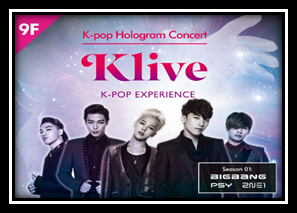 9F
K-pop Hologram Concert
Klive
K-POP EXPERIENCE
Season 01:
BIGBANG
PSY 2NE1